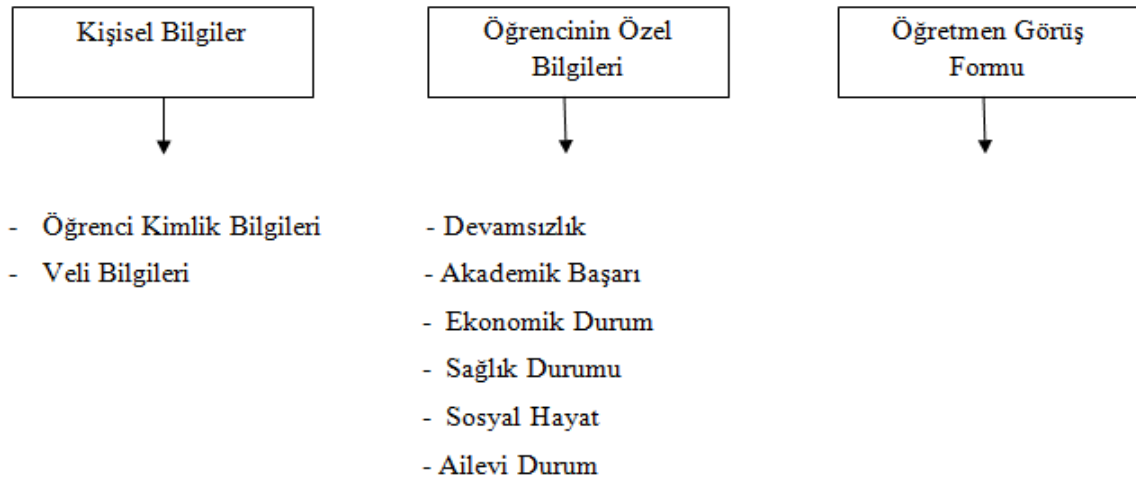 Kişisel Bilgiler
Öğrencinin Özel
Bilgileri
Öğretmen Görüş
Formu
- Öğrenci Kimlik Bilgileri
- Veli Bilgileri
- Devamsızlık
- Akademik Başarı
- Ekonomik Durum
- Sağlık Durumu
- Sosyal Hayat
- Ailevi Durum